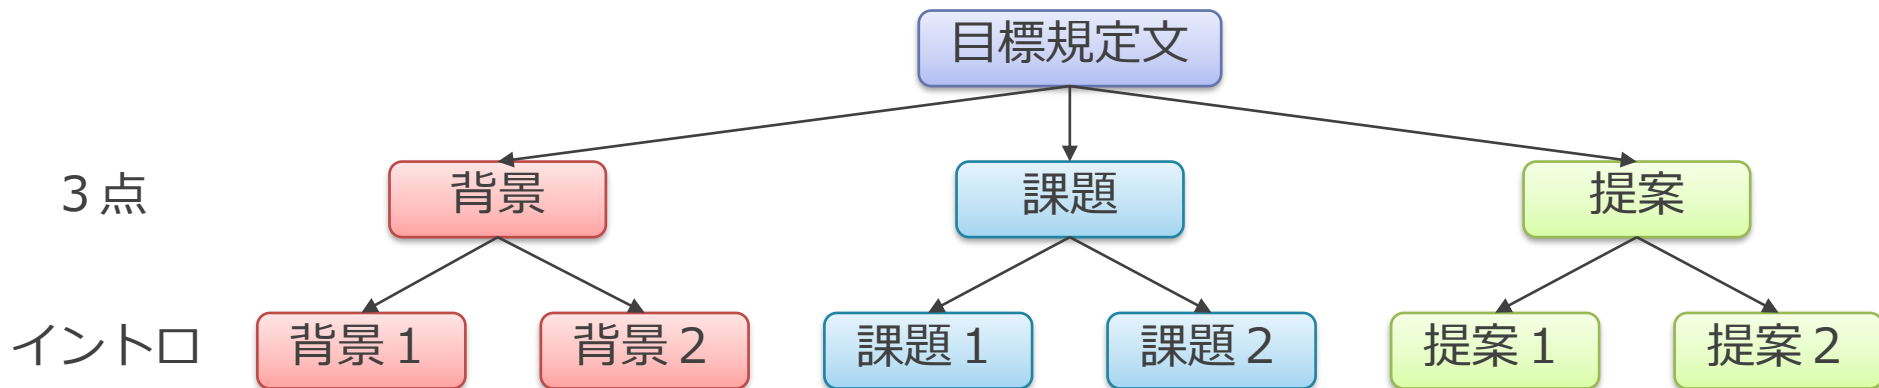 目標規定文
３点
背景
課題
提案
イントロ
背景１
背景２
課題１
課題２
提案１
提案２